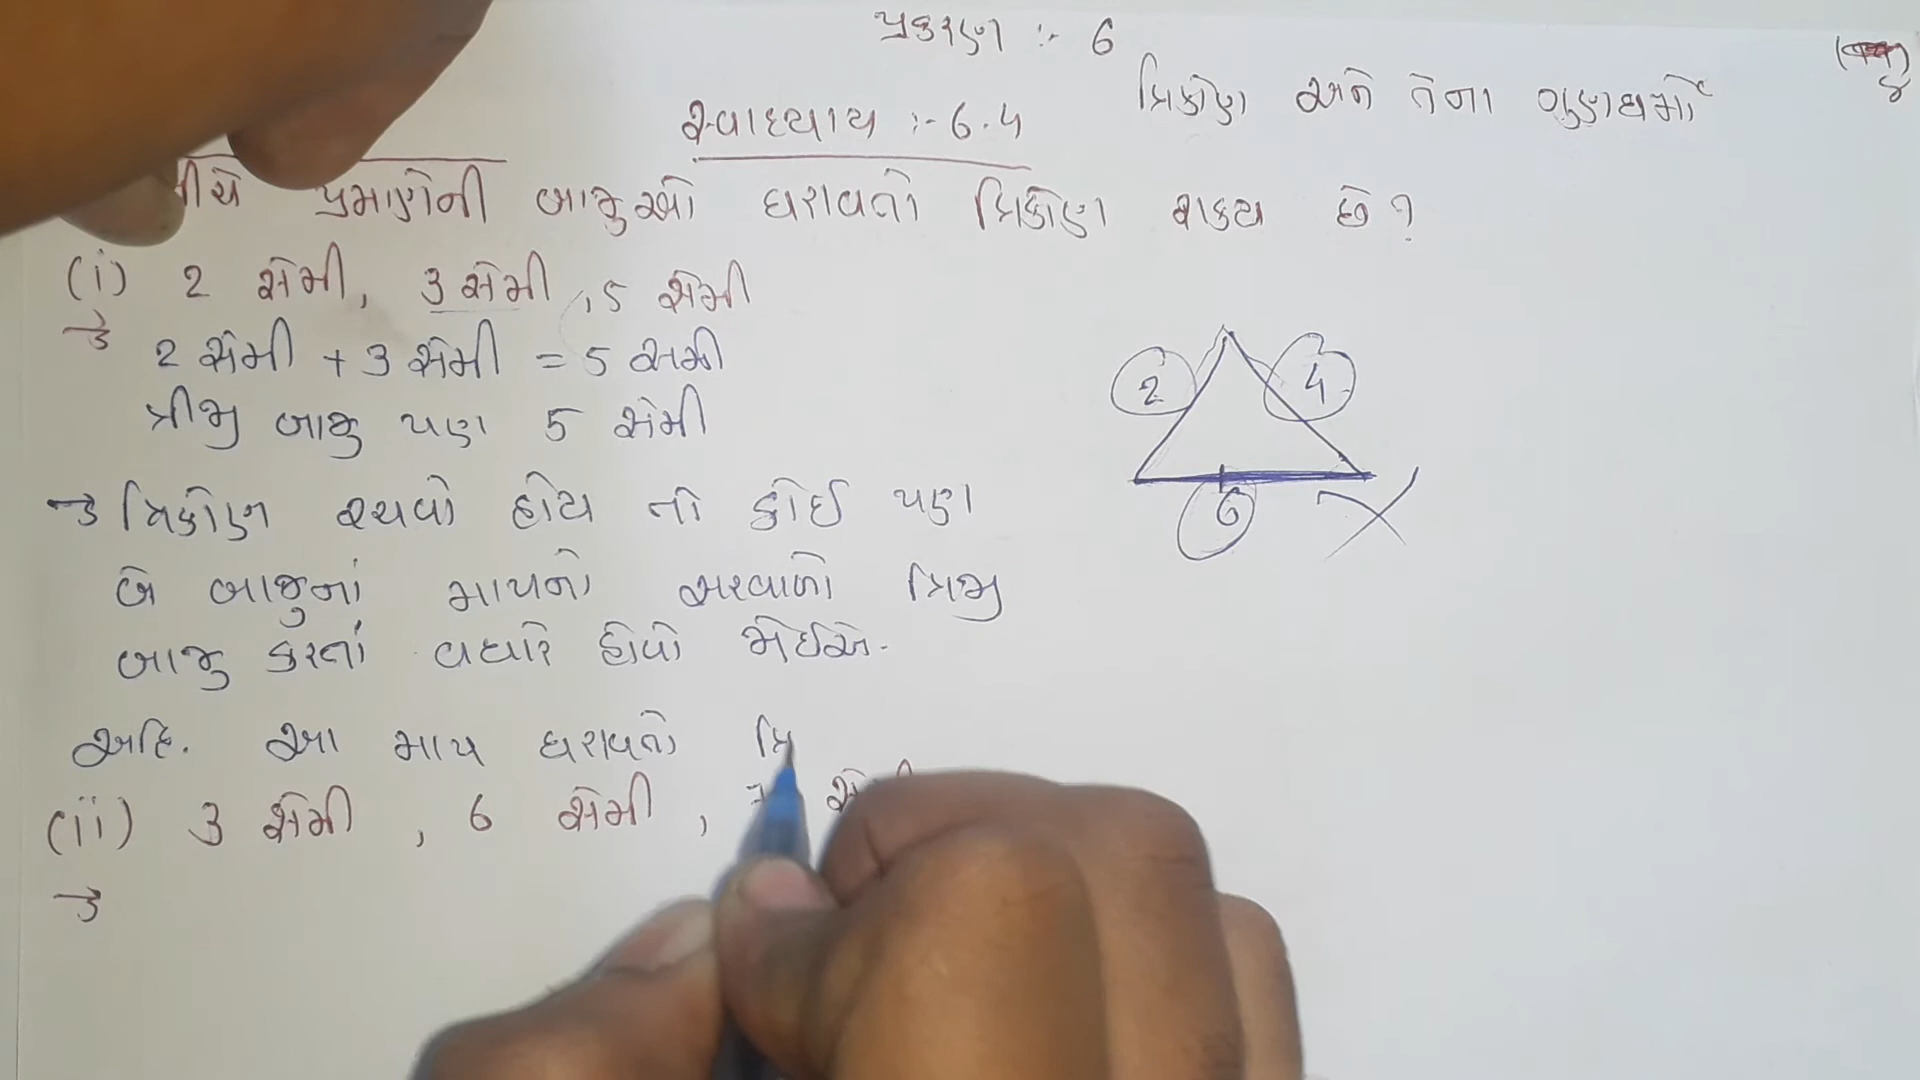 પ્રકરણ :- 6
ત્રિકોણ અને તેના ગુણધર્મો
સ્વાધ્યાય :- 6.4
પ્રમાણેની બાજુઓ ધરાવતો ત્રિકોણ શકય છે ?
(i) 2 સેમી, 3 સેમી, 5 સેમી
2 સેમી + 3 સેમી = 5 સેમી
ત્રીજી બાજુ પણ 5 સેમી
→ ત્રિકોણ રચવો હોય તો કોઈ પણ
બે બાજુનાં માપનો સરવાળો ત્રિજી
બાજુ કરતાં વધારે હોવો જોઈએ.
અહિ. આ માપ ધરાવતો ત્રિ
(ii) 3 સેમી, 6 સેમી,
2 4
6